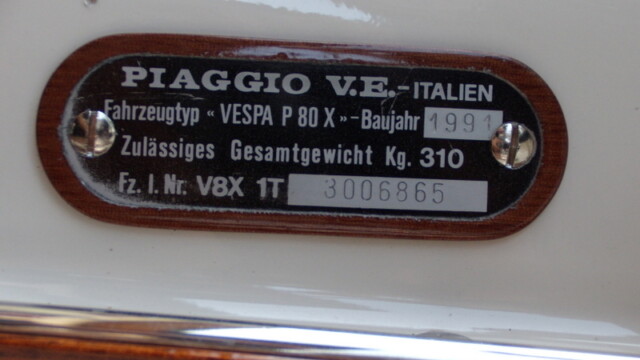 PIAGGIO V.E.-ITALIEN
Fahrzeugtyp « VESPA P 80 X »-Baujahr 1991
Zulässiges Gesamtgewicht Kg. 310
Fz. I. Nr. V8X 1T 3006865